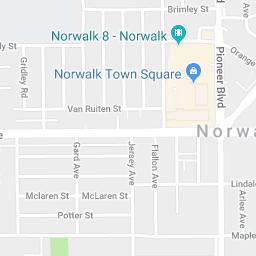 Brimley St
Norwalk 8 - Norwalk
Orange
Gridley Rd
Norwalk Town Square
Pioneer Blvd
Van Ruiten St
e
Norwa
Gard Ave
Jersey Ave
Flallon Ave
Lindale
Mclaren St
McLaren St
Arlee Ave
Potter St
Maple